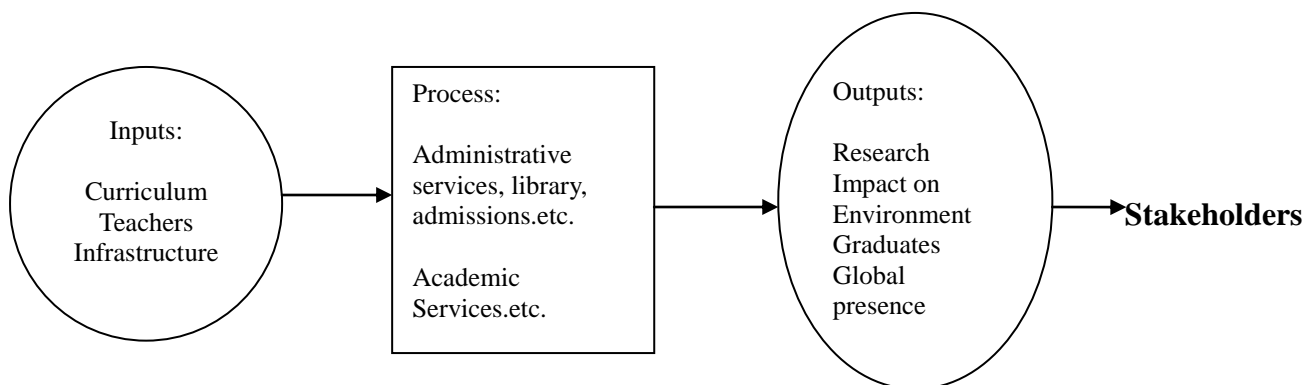 Inputs:
Curriculum
Teachers
Infrastructure
Process:
Administrative
services, library,
admissions.etc.
Academic
Services.etc.
Outputs:
Research
Impact on
Environment
Graduates
Global
presence
Stakeholders